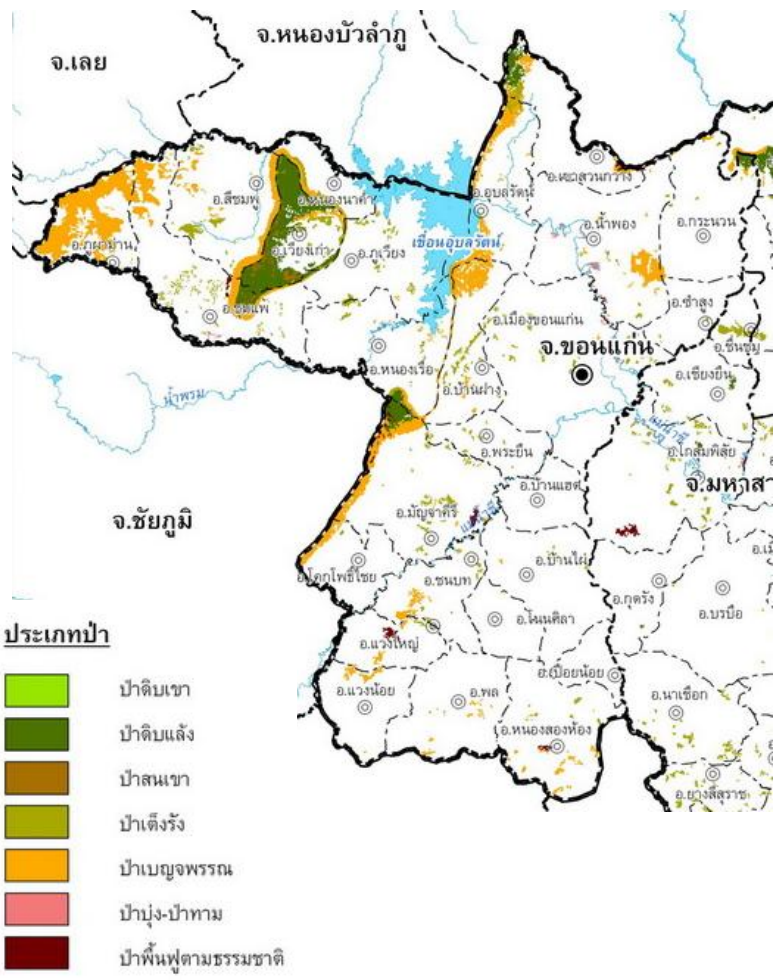 จ.หนองบัวลำภู
จ.เลย
อ.เขาสวนกวาง
อ.สีชมพู
อ.หนองนาคำ
อ.อุบลรัตน์
อ.น้ำพอง
อ.กระนวน
อ.ภูผาม่าน
อ.เวียงเก่า
อ.ภูเวียง
เขื่อนอุบลรัตน์
อ.ชุมแพ
อ.เมืองขอนแก่น
อ.ซำสูง
อ.ชื่นชม
จ.ขอนแก่น
อ.หนองเรือ
อ.บ้านฝาง
อ.เชียงยืน
น้ำพรม
แม่น้ำชี
อ.พระยืน
อ.โกสุมพิสัย
อ.บ้านแฮด
จ.มหาสา
จ.ชัยภูมิ
อ.มัญจาคีรี
แม่น้ำชี
อ.โคกโพธิ์ไชย
อ.ชนบท
อ.บ้านไผ่
อ.กุดรัง
อ.บรบือ
อ.โนนศิลา
อ.แวงใหญ่
อ.แวงน้อย
อ.พล
อ.เปือยน้อย
อ.นาเชือก
อ.หนองสองห้อง
อ.ยางสีสุราช
ประเภทป่า
ป่าดิบเขา
ป่าดิบแล้ง
ป่าสนเขา
ป่าเต็งรัง
ป่าเบญจพรรณ
ป่าบุ่ง-ป่าทาม
ป่าฟื้นฟูตามธรรมชาติ